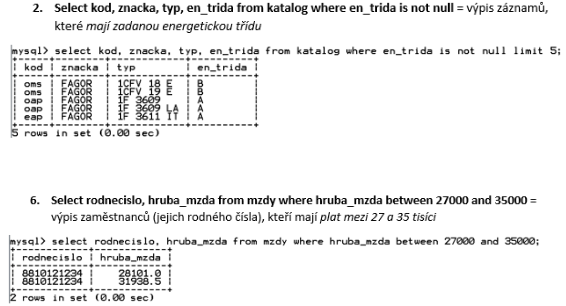 2. Select kod, znacka, typ, en_trida from katalog where en_trida is not null = výpis záznamů,
které mají zadanou energetickou třídu
mysql> select kod, znacka, typ, en_trida from katalog where en_trida is not null limit 5;
+-----+--------+------------+----------+
| kod | znacka | typ | en_trida |
+-----+--------+------------+----------+
| oms | FAGOR | 1CFV 18 E | B |
| oms | FAGOR | 1CFV 19 E | B |
| oap | FAGOR | 1F 3609 | A |
| oap | FAGOR | 1F 3609 LA | A |
| eap | FAGOR | 1F 3611 IT | A |
+-----+--------+------------+----------+
5 rows in set (0.00 sec)
6. Select rodnecislo, hruba_mzda from mzdy where hruba_mzda between 27000 and 35000 =
výpis zaměstnanců (jejich rodného čísla), kteří mají plat mezi 27 a 35 tisíci
mysql> select rodnecislo, hruba_mzda from mzdy where hruba_mzda between 27000 and 35000;
+------------+------------+
| rodnecislo | hruba_mzda |
+------------+------------+
| 8810121234 | 28101.0 |
| 8810121234 | 31938.5 |
+------------+------------+
2 rows in set (0.00 sec)